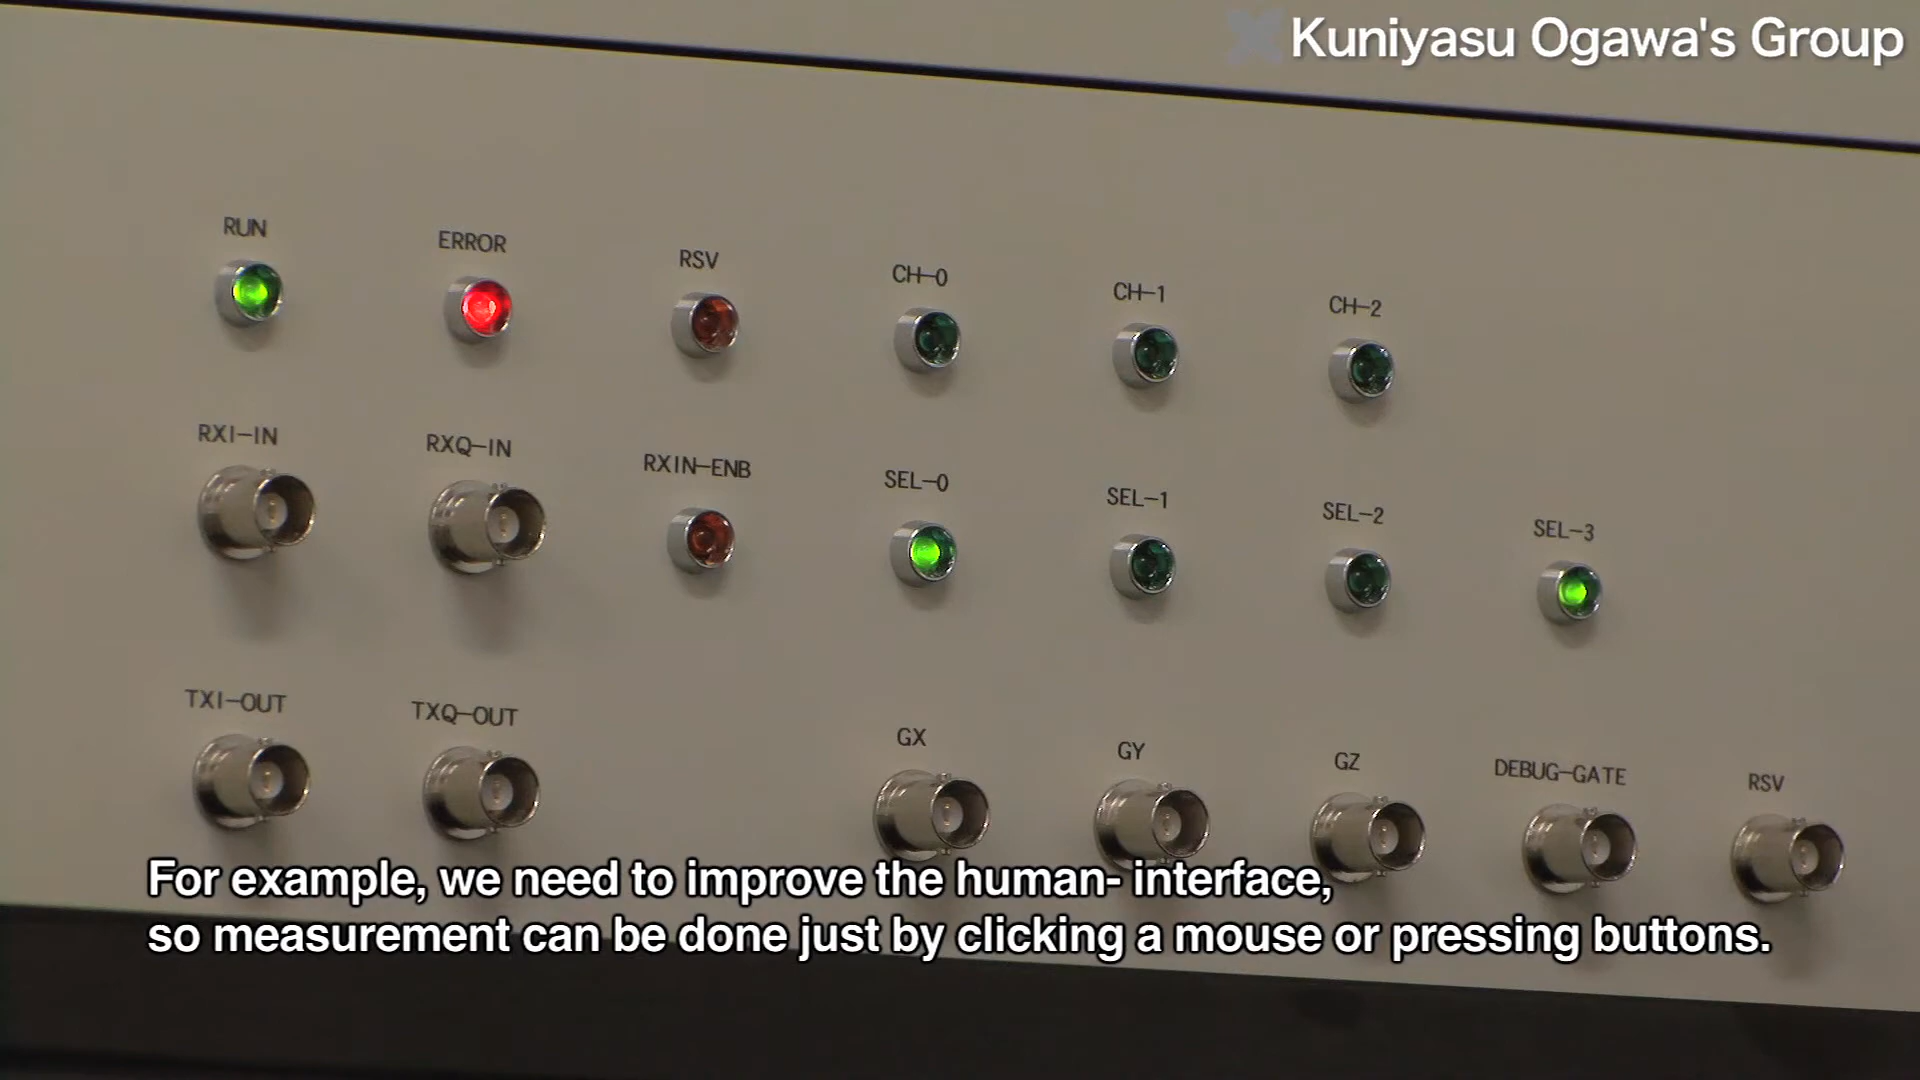 Kuniyasu Ogawa's Group
RUN
ERROR
RSV
CH-0
CH-1
CH-2
RXI-IN
RXQ-IN
RXIN-ENB
SEL-0
SEL-1
SEL-2
SEL-3
TXI-OUT
TXQ-OUT
GX
GY
GZ
DEBUG-GATE
RSV
For example, we need to improve the human- interface,
so measurement can be done just by clicking a mouse or pressing buttons.